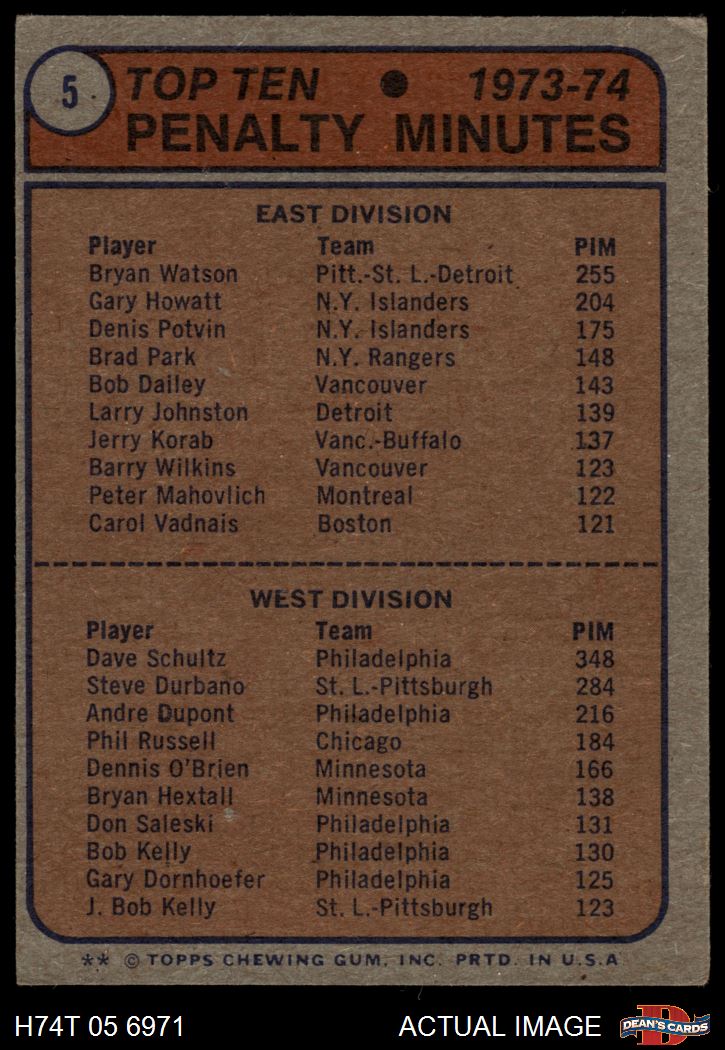 5
TOP TEN ● 1973-74
PENALTY MINUTES
EAST DIVISION
Player Team PIM
Bryan Watson Pitt.-St. L.-Detroit 255
Gary Howatt N.Y. Islanders 204
Denis Potvin N.Y. Islanders 175
Brad Park N.Y. Rangers 148
Bob Dailey Vancouver 143
Larry Johnston Detroit 139
Jerry Korab Vanc.-Buffalo 137
Barry Wilkins Vancouver 123
Peter Mahovlich Montreal 122
Carol Vadnais Boston 121
WEST DIVISION
Player Team PIM
Dave Schultz Philadelphia 348
Steve Durbano St. L.-Pittsburgh 284
Andre Dupont Philadelphia 216
Phil Russell Chicago 184
Dennis O'Brien Minnesota 166
Bryan Hextall Minnesota 138
Don Saleski Philadelphia 131
Bob Kelly Philadelphia 130
Gary Dornhoefer Philadelphia 125
J. Bob Kelly St. L.-Pittsburgh 123
** © TOPPS CHEWING GUM, INC. PRTD. IN U.S.A
H74T 05 6971 ACTUAL IMAGE
D
DEAN'S CARDS